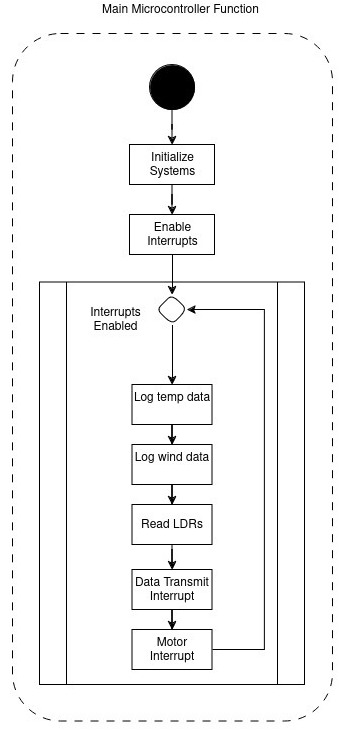 Main Microcontroller Function
Initialize
Systems
Enable
Interrupts
Interrupts
Enabled
Log temp data
Log wind data
Read LDRs
Data Transmit
Interrupt
Motor
Interrupt